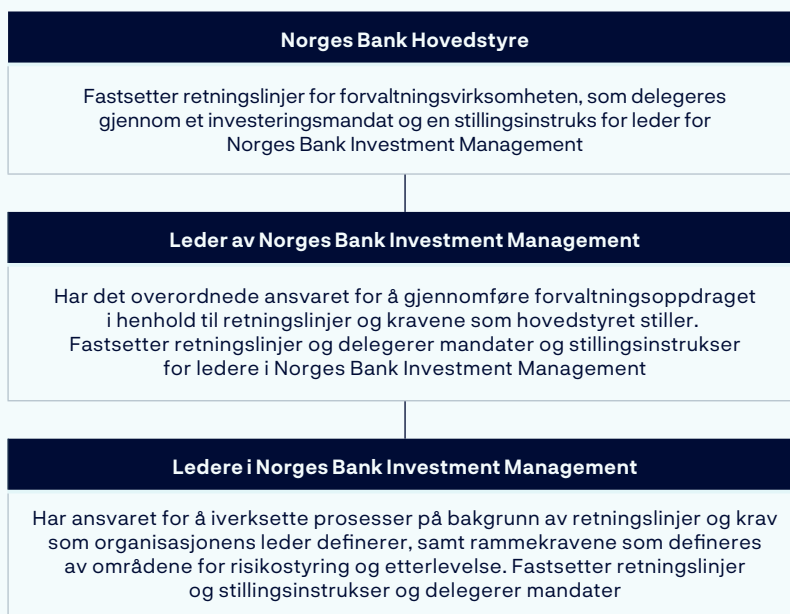 Norges Bank Hovedstyre
Fastsetter retningslinjer for forvaltningsvirksomheten, som delegeres
gjennom et investeringsmandat og en stillingsinstruks for leder for
Norges Bank Investment Management
Leder av Norges Bank Investment Management
Har det overordnede ansvaret for å gjennomføre forvaltningsoppdraget
i henhold til retningslinjer og kravene som hovedstyret stiller.
Fastsetter retningslinjer og delegerer mandater og stillingsinstrukser
for ledere i Norges Bank Investment Management
Ledere i Norges Bank Investment Management
Har ansvaret for å iverksette prosesser på bakgrunn av retningslinjer og krav
som organisasjonens leder definerer, samt rammekravene som defineres
av områdene for risikostyring og etterlevelse. Fastsetter retningslinjer
og stillingsinstrukser og delegerer mandater